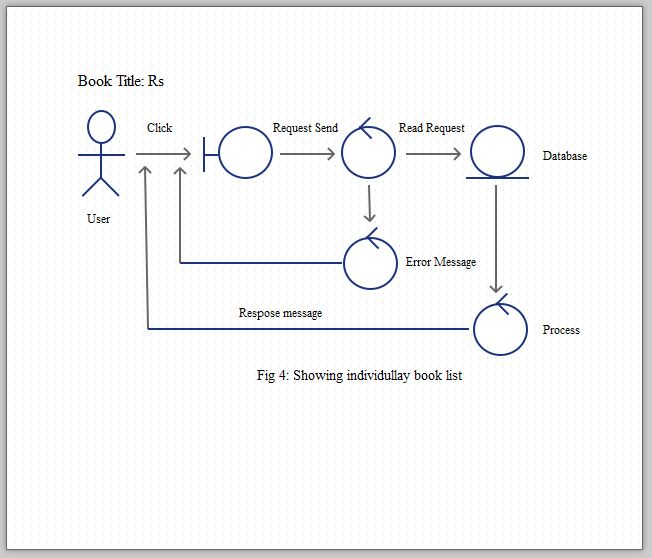 Book Title: Rs
Click
Request Send
Read Request
Database
User
Error Message
Respose message
Process
Fig 4: Showing individullay book list